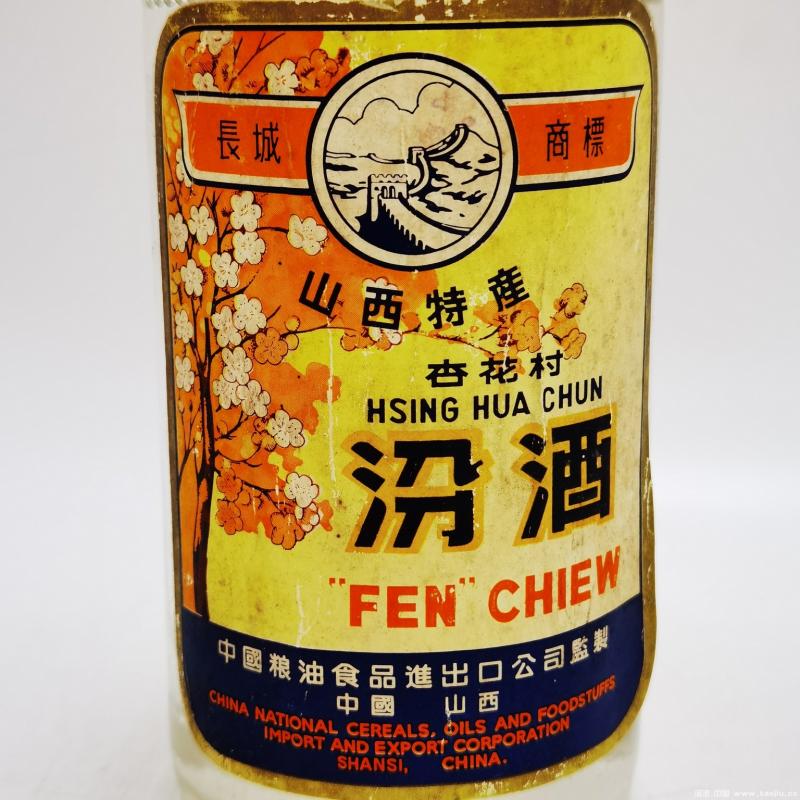 長城 商標
山西特產
杏花村
HSING HUA CHUN
汾酒
"FEN" CHIEW
中國粮油食品進出口公司監製
中國 山西
CHINA NATIONAL CEREALS, OILS AND FOODSTUFFS
IMPORT AND EXPORT CORPORATION
SHANSI, CHINA.